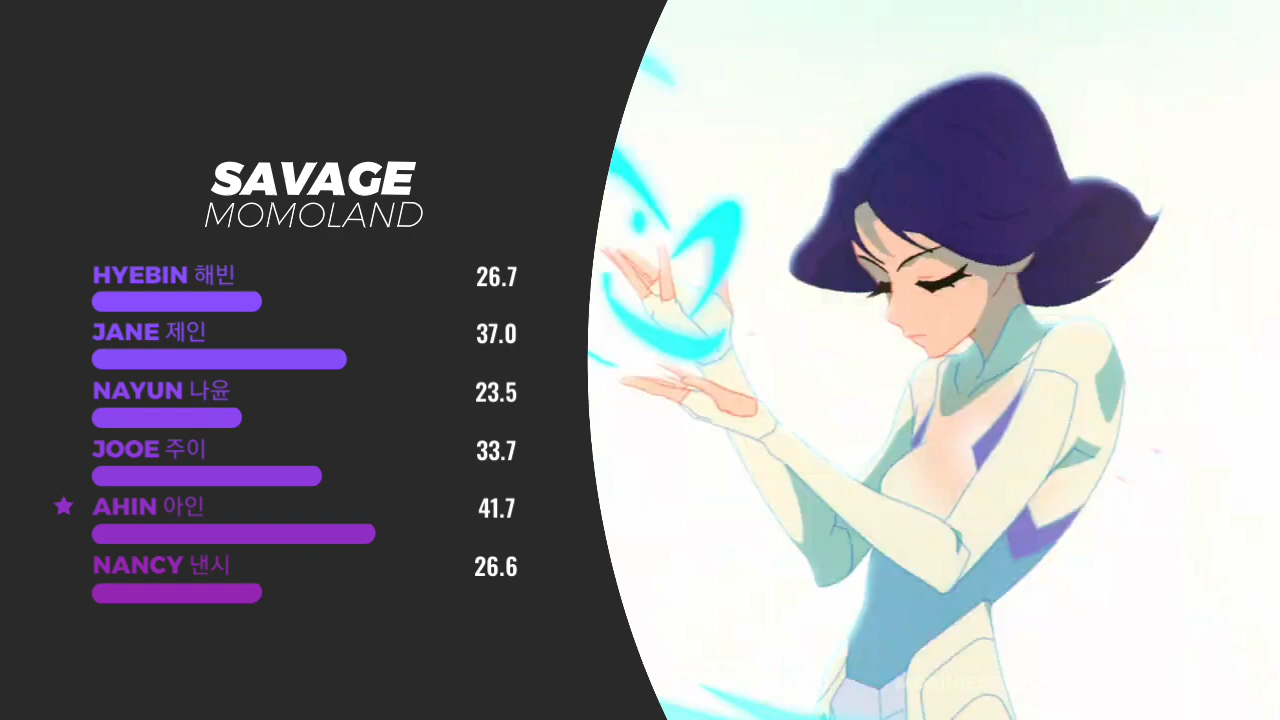 SAVAGE
MOMOLAND
HYEBIN 해빈 26.7
JANE 제인 37.0
NAYUN 나윤 23.5
JOOE 주이 33.7
AHIN 아인 41.7
NANCY 낸시 26.6